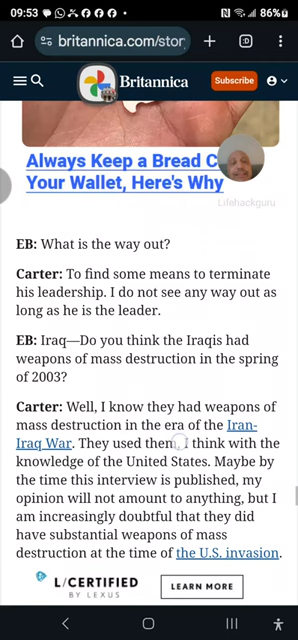 09:53
86%
britannica.com/stor
:D
Britannica
Subscribe
Always Keep a Bread C
Your Wallet, Here's Why
Lifehackguru
EB: What is the way out?
Carter: To find some means to terminate
his leadership. I do not see any way out as
long as he is the leader.
EB: Iraq—Do you think the Iraqis had
weapons of mass destruction in the spring
of 2003?
Carter: Well, I know they had weapons of
mass destruction in the era of the Iran-
Iraq War. They used them, I think with the
knowledge of the United States. Maybe by
the time this interview is published, my
opinion will not amount to anything, but I
am increasingly doubtful that they did
have substantial weapons of mass
destruction at the time of the U.S. invasion.
L/CERTIFIED
BY LEXUS
LEARN MORE